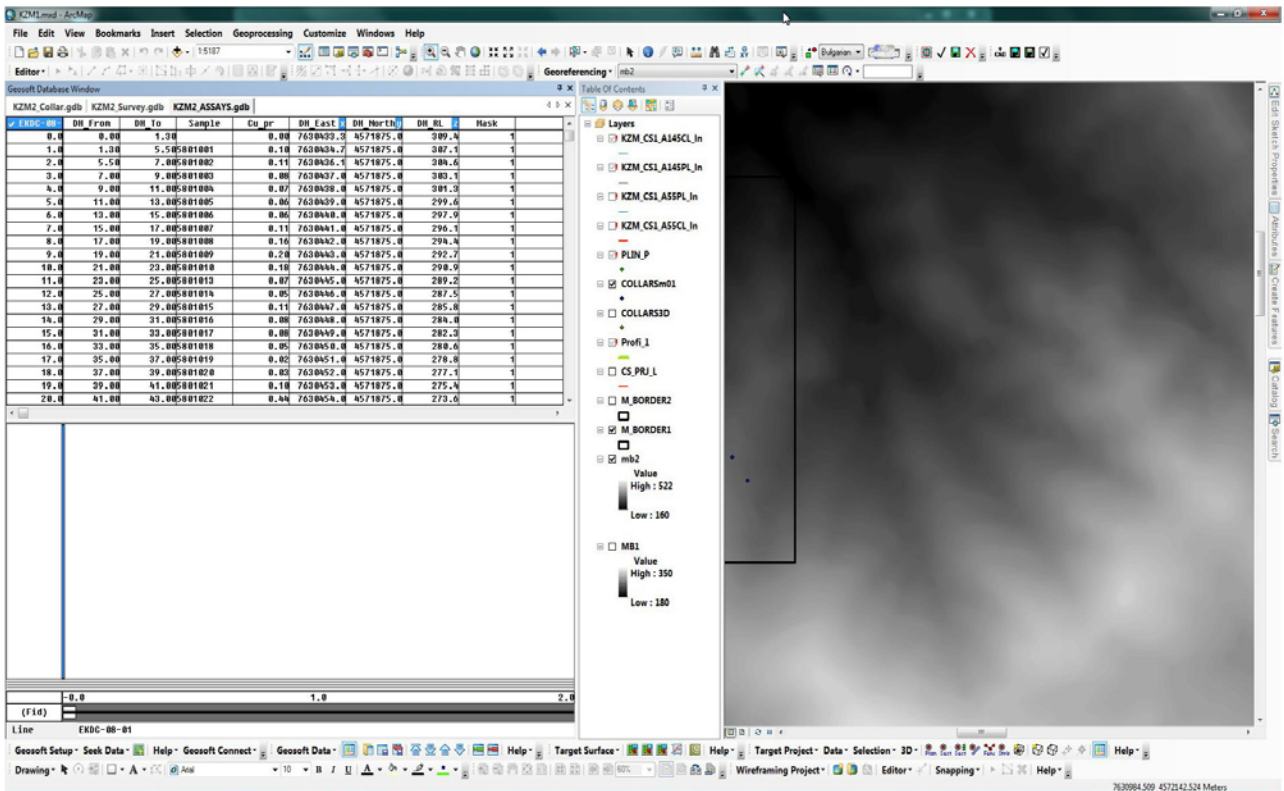 KZM1.mxd - ArcMap
File Edit View Bookmarks Insert Selection Geoprocessing Customize Windows Help
1:5187 Bulgarian
Editor Georeferencing mb2
Geosoft Database Window
KZM2_Collar.gdb KZM2_Survey.gdb KZM2_ASSAYS.gdb
EKDC-08- DH_From DH_To Sample Cu_pr DH_East x DH_North y DH_RL z Mask
0.0 0.00 1.30 0.00 7630433.3 4571875.0 309.4 1
1.0 1.30 5.50 5801001 0.10 7630434.7 4571875.0 307.1 1
2.0 5.50 7.00 5801002 0.11 7630436.1 4571875.0 304.6 1
3.0 7.00 9.00 5801003 0.08 7630437.0 4571875.0 303.1 1
4.0 9.00 11.00 5801004 0.07 7630438.0 4571875.0 301.3 1
5.0 11.00 13.00 5801005 0.06 7630439.0 4571875.0 299.6 1
6.0 13.00 15.00 5801006 0.06 7630440.0 4571875.0 297.9 1
7.0 15.00 17.00 5801007 0.11 7630441.0 4571875.0 296.1 1
8.0 17.00 19.00 5801008 0.16 7630442.0 4571875.0 294.4 1
9.0 19.00 21.00 5801009 0.20 7630443.0 4571875.0 292.7 1
10.0 21.00 23.00 5801010 0.18 7630444.0 4571875.0 290.9 1
11.0 23.00 25.00 5801013 0.07 7630445.0 4571875.0 289.2 1
12.0 25.00 27.00 5801014 0.05 7630446.0 4571875.0 287.5 1
13.0 27.00 29.00 5801015 0.11 7630447.0 4571875.0 285.8 1
14.0 29.00 31.00 5801016 0.08 7630448.0 4571875.0 284.0 1
15.0 31.00 33.00 5801017 0.08 7630449.0 4571875.0 282.3 1
16.0 33.00 35.00 5801018 0.05 7630450.0 4571875.0 280.6 1
17.0 35.00 37.00 5801019 0.02 7630451.0 4571875.0 278.8 1
18.0 37.00 39.00 5801020 0.03 7630452.0 4571875.0 277.1 1
19.0 39.00 41.00 5801021 0.10 7630453.0 4571875.0 275.4 1
20.0 41.00 43.00 5801022 0.44 7630454.0 4571875.0 273.6 1
-0.0 1.0 2.0
(Fid)
Line EKDC-08-01
Table Of Contents
Layers
KZM_CS1_A145CL_In
KZM_CS1_A145PL_In
KZM_CS1_A55PL_In
KZM_CS1_A55CL_In
PLIN_P
COLLARSm01
COLLARS3D
Profi_1
CS_PRJ_L
M_BORDER2
M_BORDER1
mb2
Value
High : 522
Low : 160
MB1
Value
High : 350
Low : 180
Edit Sketch Properties
Attributes
Create Features
Catalog
Search
Geosoft Setup Seek Data Help Geosoft Connect Geosoft Data Help Target Surface Help Target Project Data Selection 3D Help
Drawing A Arial 10 B I U A 60% Wireframing Project Editor Snapping Help
7630984.509 4572142.524 Meters